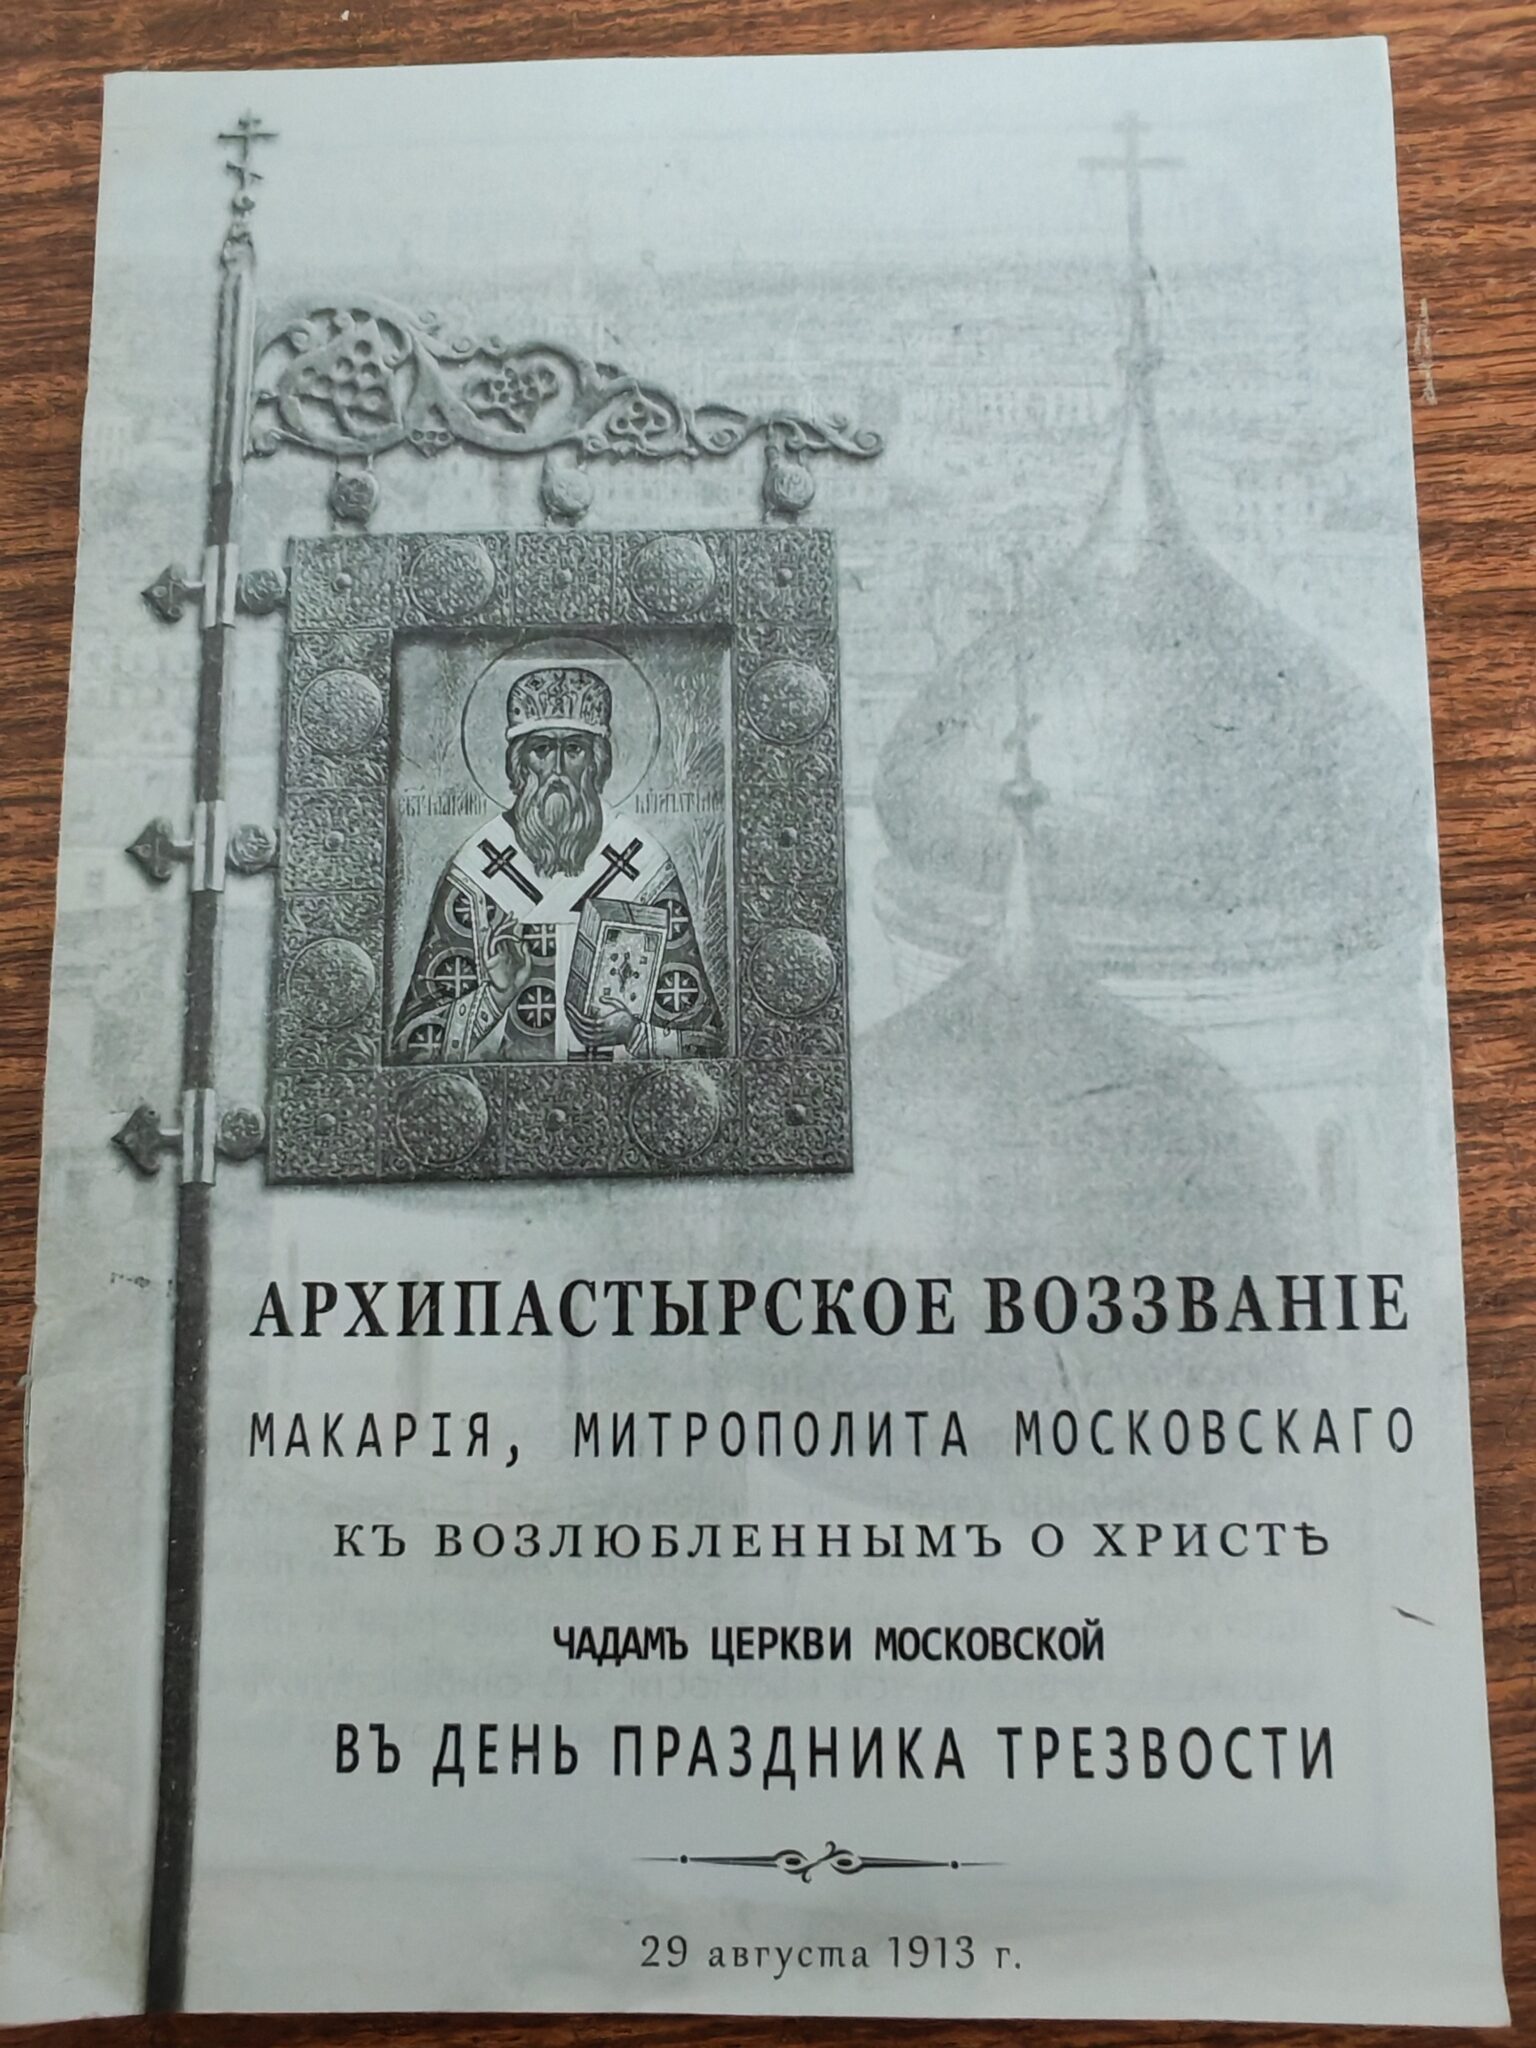 АРХИПАСТЫРСКОЕ ВОЗЗВАНІЕ
МАКАРІЯ, МИТРОПОЛИТА МОСКОВСКАГО
КЪ ВОЗЛЮБЛЕННЫМЪ О ХРИСТѢ
ЧАДАМЪ ЦЕРКВИ МОСКОВСКОЙ
ВЪ ДЕНЬ ПРАЗДНИКА ТРЕЗВОСТИ
29 августа 1913 г.